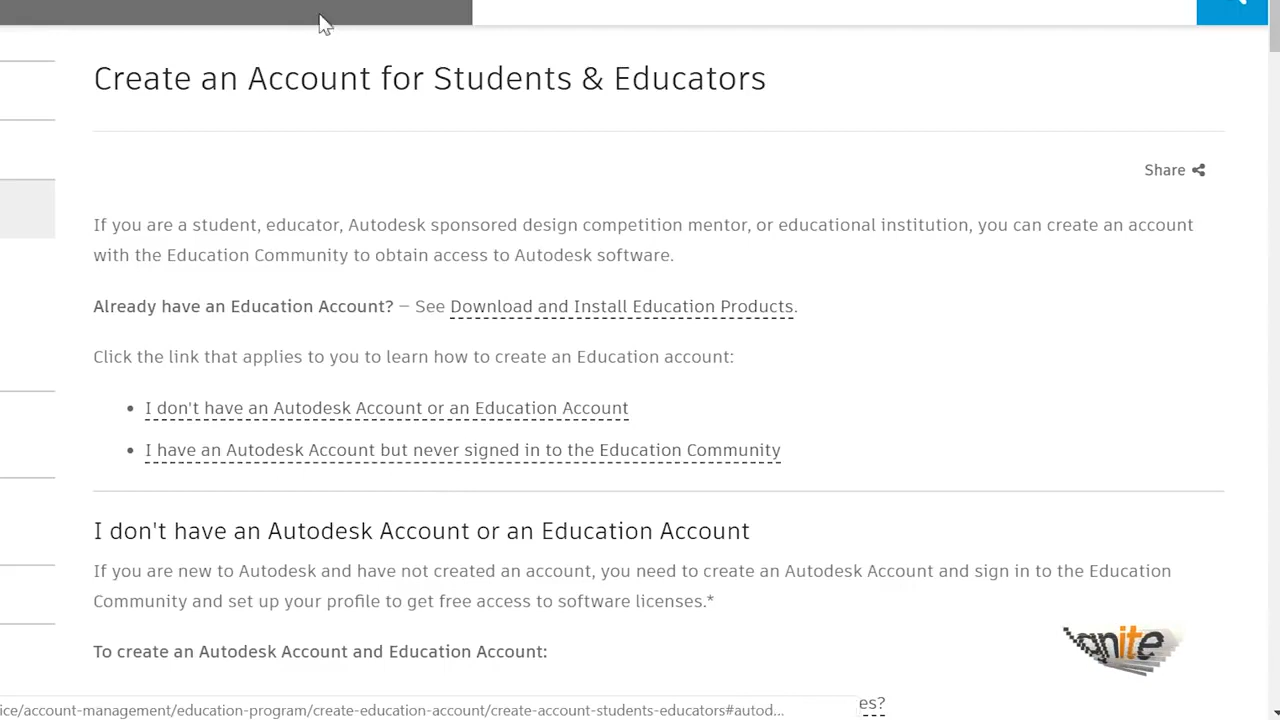 Create an Account for Students & Educators
Share
If you are a student, educator, Autodesk sponsored design competition mentor, or educational institution, you can create an account
with the Education Community to obtain access to Autodesk software.
Already have an Education Account? – See Download and Install Education Products.
Click the link that applies to you to learn how to create an Education account:
• I don't have an Autodesk Account or an Education Account
• I have an Autodesk Account but never signed in to the Education Community
I don't have an Autodesk Account or an Education Account
If you are new to Autodesk and have not created an account, you need to create an Autodesk Account and sign in to the Education
Community and set up your profile to get free access to software licenses.*
To create an Autodesk Account and Education Account:
ignite
es?
ice/account-management/education-program/create-education-account/create-account-students-educators#autod...